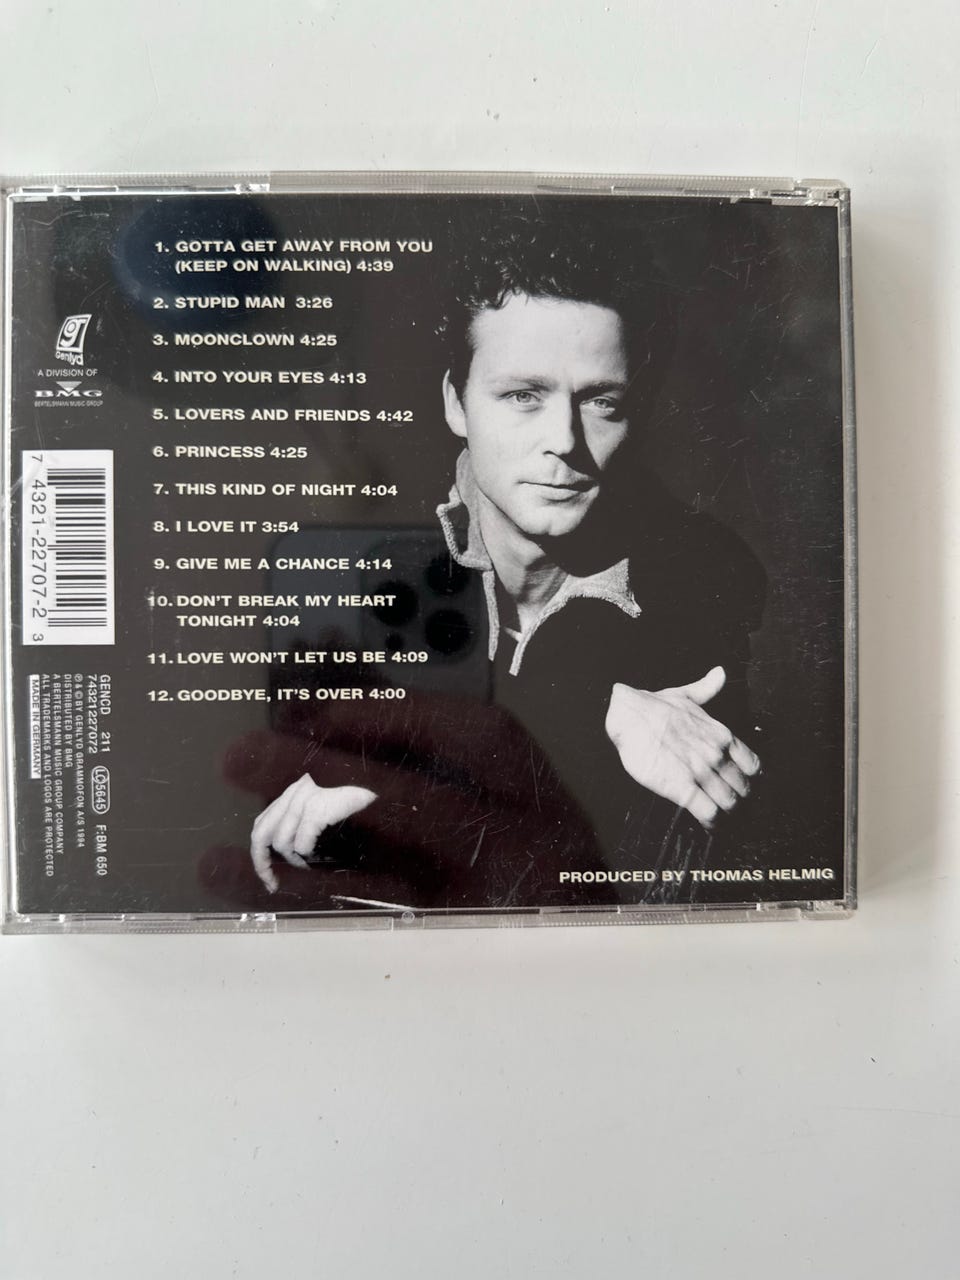 1. GOTTA GET AWAY FROM YOU
(KEEP ON WALKING) 4:39
2. STUPID MAN 3:26
3. MOONCLOWN 4:25
4. INTO YOUR EYES 4:13
5. LOVERS AND FRIENDS 4:42
6. PRINCESS 4:25
7. THIS KIND OF NIGHT 4:04
8. I LOVE IT 3:54
9. GIVE ME A CHANCE 4:14
10. DON'T BREAK MY HEART
TONIGHT 4:04
11. LOVE WON'T LET US BE 4:09
12. GOODBYE, IT'S OVER 4:00
g
Genlyd
A DIVISION OF
BMG
BERTELSMANN MUSIC GROUP
7 4321-22707-2 3
GENCD 211
74321227072 LC 5645 F:BM 650
℗ & © BY GENLYD GRAMMOFON A/S 1994
DISTRIBUTED BY BMG
A BERTELSMANN MUSIC GROUP COMPANY
ALL TRADEMARKS AND LOGOS ARE PROTECTED
MADE IN GERMANY
PRODUCED BY THOMAS HELMIG